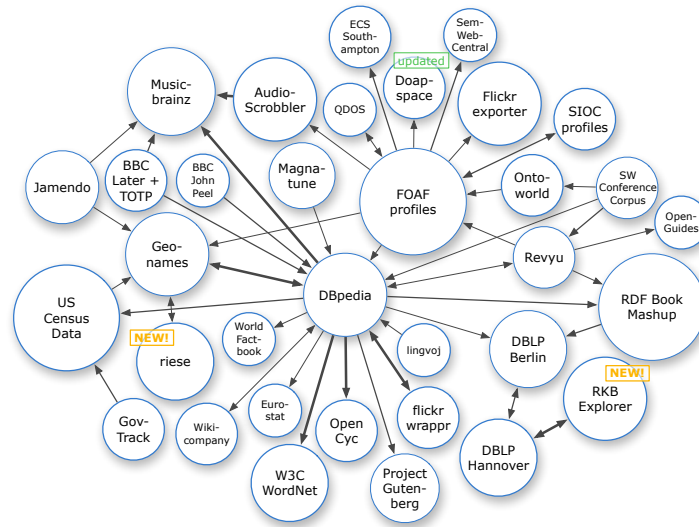 ECS
South-
ampton
Sem-
Web-
Central
updated
Doap-
space
Music-
brainz
Audio-
Scrobbler
QDOS
Flickr
exporter
SIOC
profiles
Jamendo
BBC
Later +
TOTP
BBC
John
Peel
Magna-
tune
FOAF
profiles
Onto-
world
SW
Conference
Corpus
Open-
Guides
Geo-
names
Revyu
DBpedia
US
Census
Data
RDF Book
Mashup
NEW!
riese
World
Fact-
book
lingvoj
DBLP
Berlin
NEW!
RKB
Explorer
Gov-
Track
Wiki-
company
Euro-
stat
Open
Cyc
flickr
wrappr
DBLP
Hannover
W3C
WordNet
Project
Guten-
berg